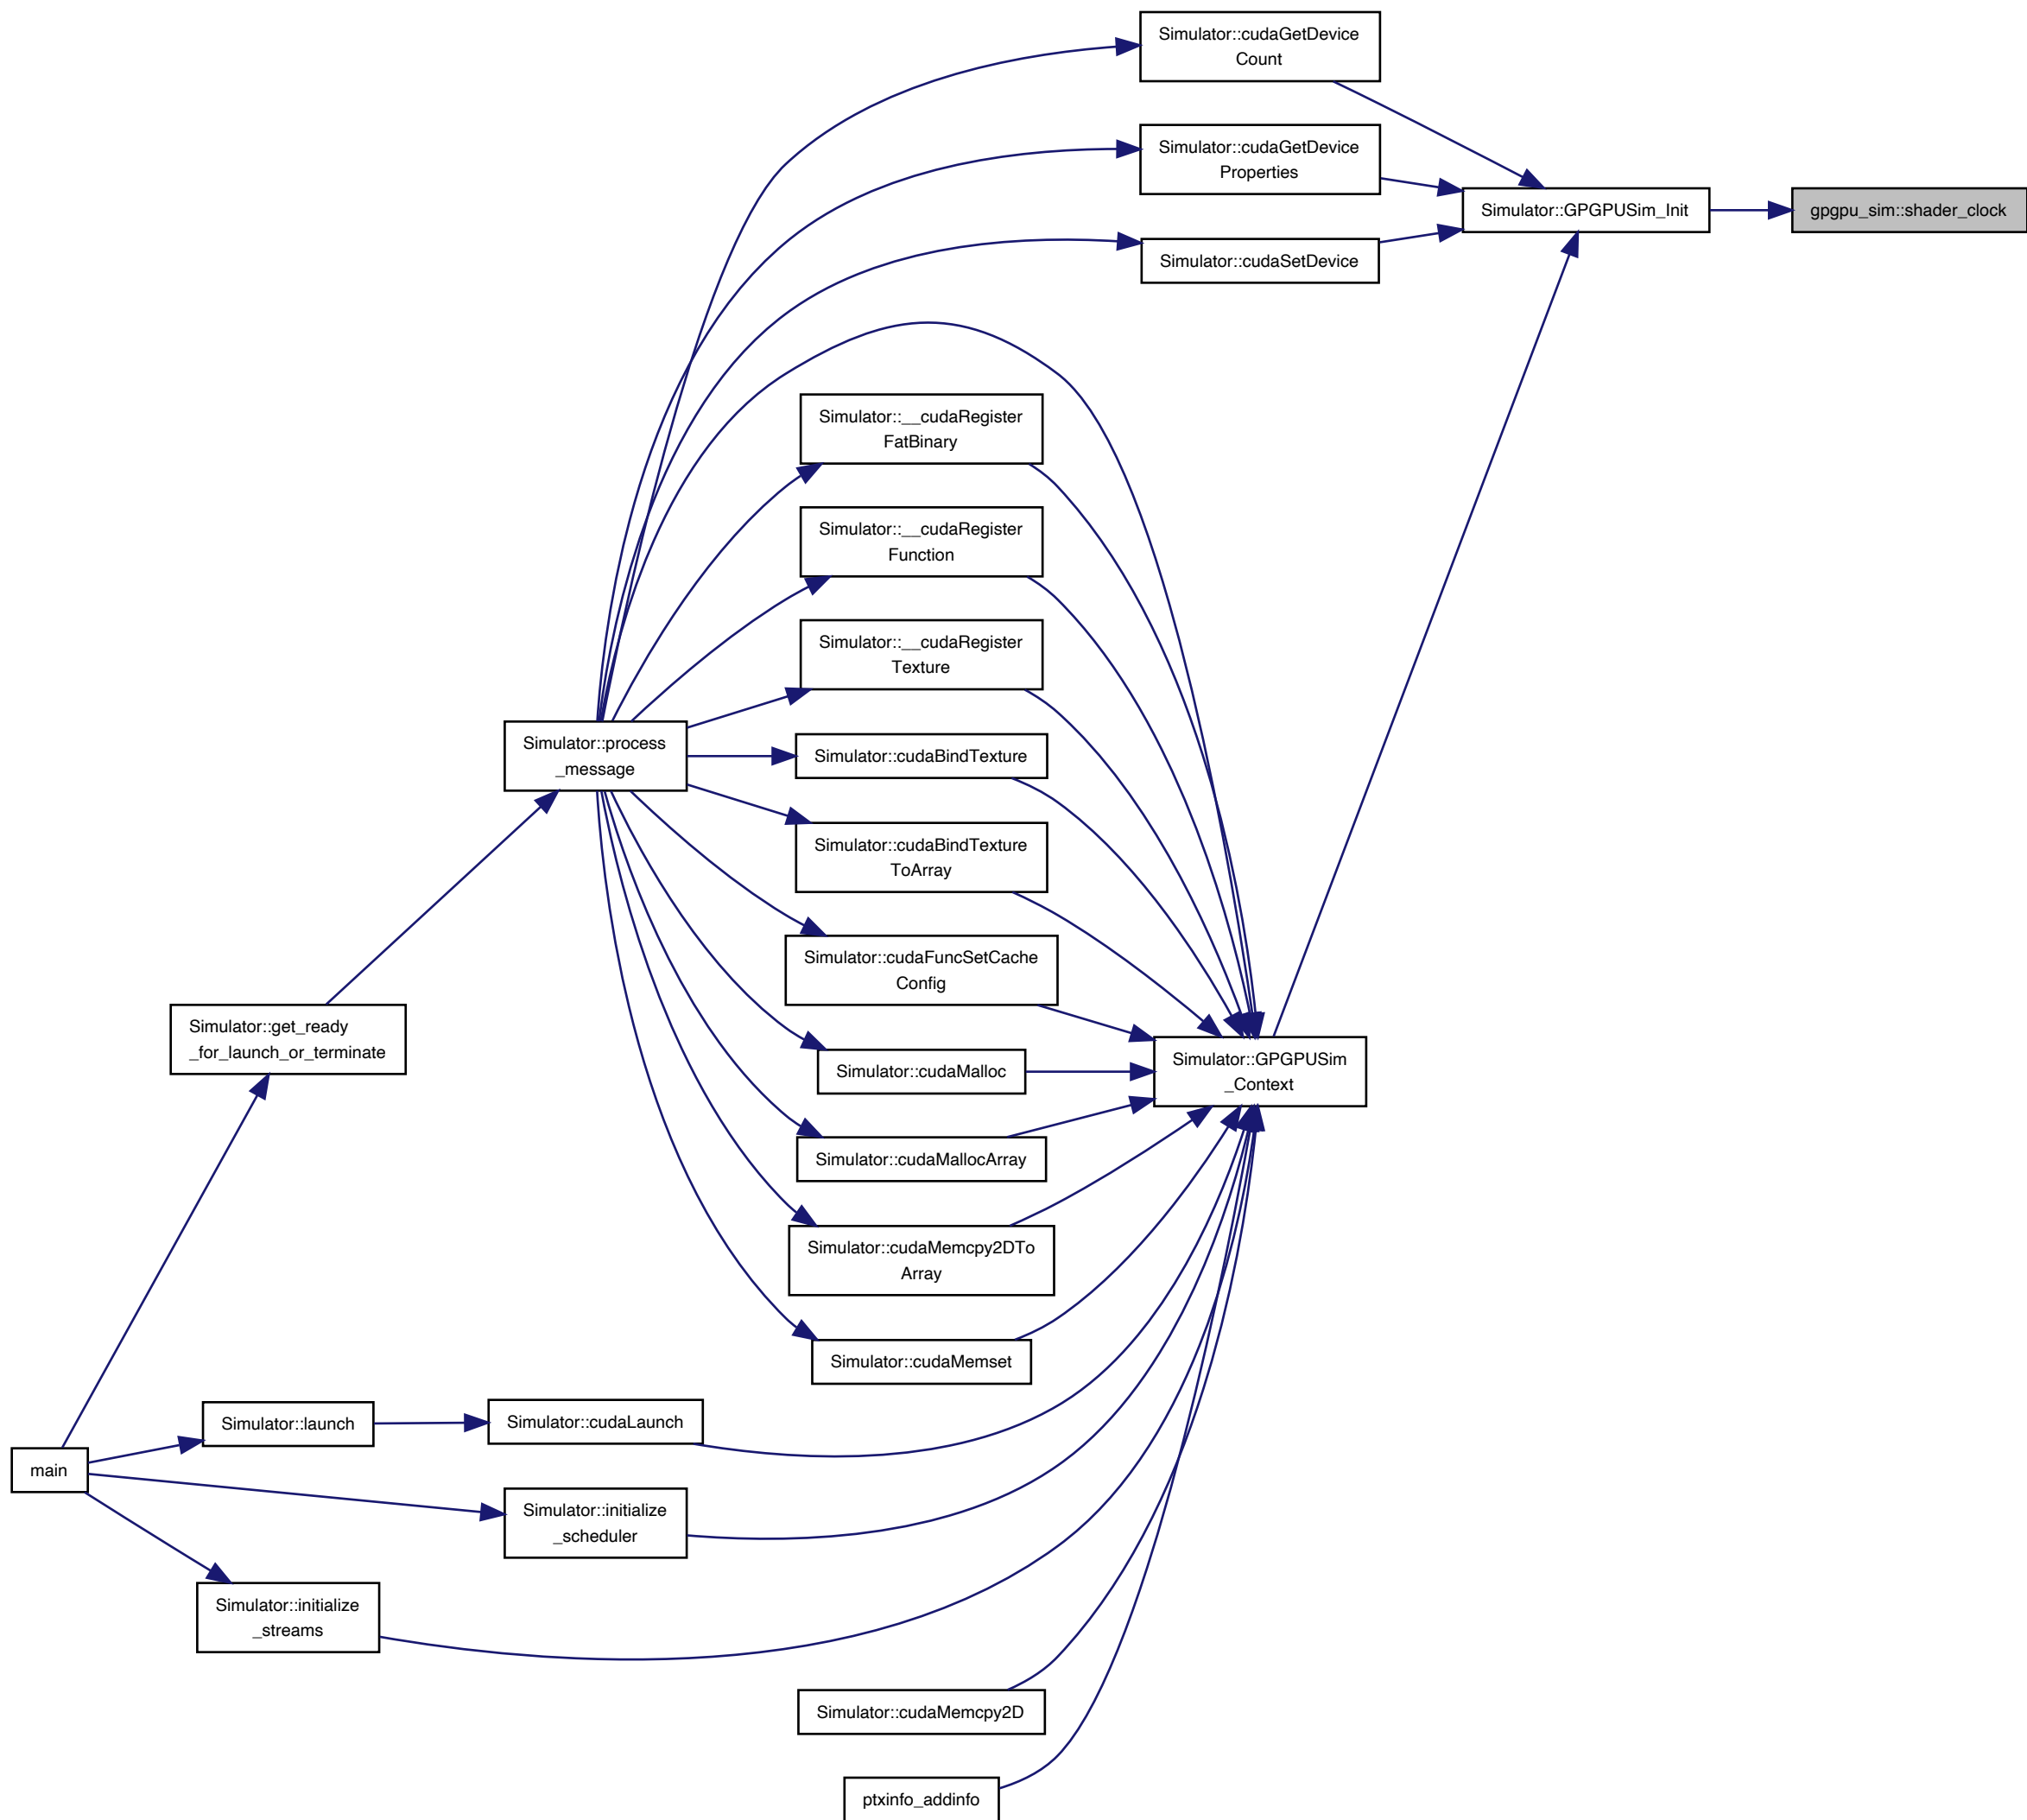 Simulator::cudaGetDevice
Count
Simulator::cudaGetDevice
Properties
Simulator::GPGPUSim_Init
gpgpu_sim::shader_clock
Simulator::cudaSetDevice
Simulator::__cudaRegister
FatBinary
Simulator::__cudaRegister
Function
Simulator::__cudaRegister
Texture
Simulator::process
_message
Simulator::cudaBindTexture
Simulator::cudaBindTexture
ToArray
Simulator::cudaFuncSetCache
Config
Simulator::get_ready
_for_launch_or_terminate
Simulator::cudaMalloc
Simulator::GPGPUSim
_Context
Simulator::cudaMallocArray
Simulator::cudaMemcpy2DTo
Array
Simulator::cudaMemset
Simulator::launch
Simulator::cudaLaunch
main
Simulator::initialize
_scheduler
Simulator::initialize
_streams
Simulator::cudaMemcpy2D
ptxinfo_addinfo